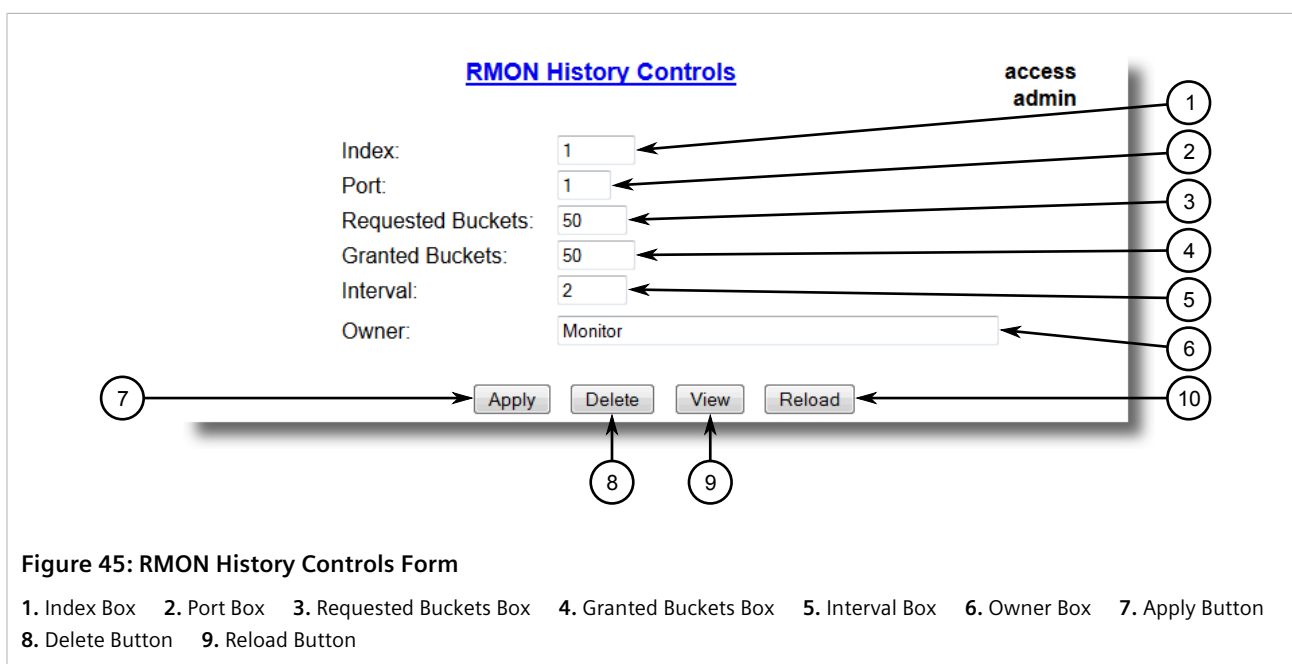 RMON History Controls
access
admin
1
Index: 1
2
Port: 1
3
Requested Buckets: 50
4
Granted Buckets: 50
Interval: 2
5
Owner: Monitor
6
7
Apply Delete View Reload
10
8
9
Figure 45: RMON History Controls Form
1. Index Box 2. Port Box 3. Requested Buckets Box 4. Granted Buckets Box 5. Interval Box 6. Owner Box 7. Apply Button
8. Delete Button 9. Reload Button